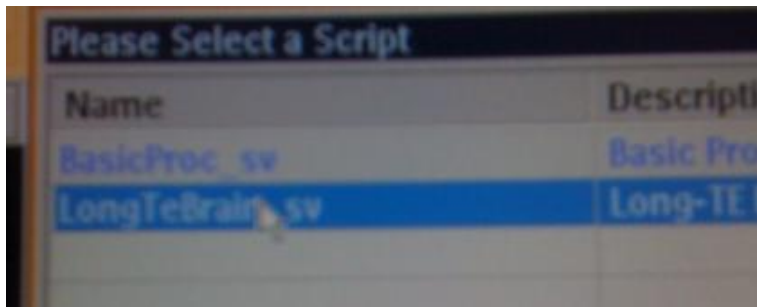 Please Select a Script
Name Descripti
BasicProc_sv Basic Pro
LongTeBrain_sv Long-TE